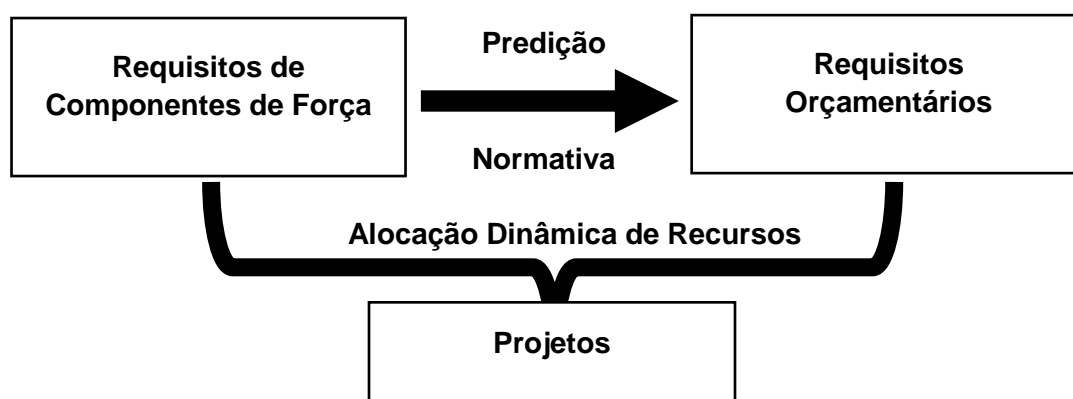 Requisitos de
Componentes de Força
Predição
Normativa
Requisitos
Orçamentários
Alocação Dinâmica de Recursos
Projetos